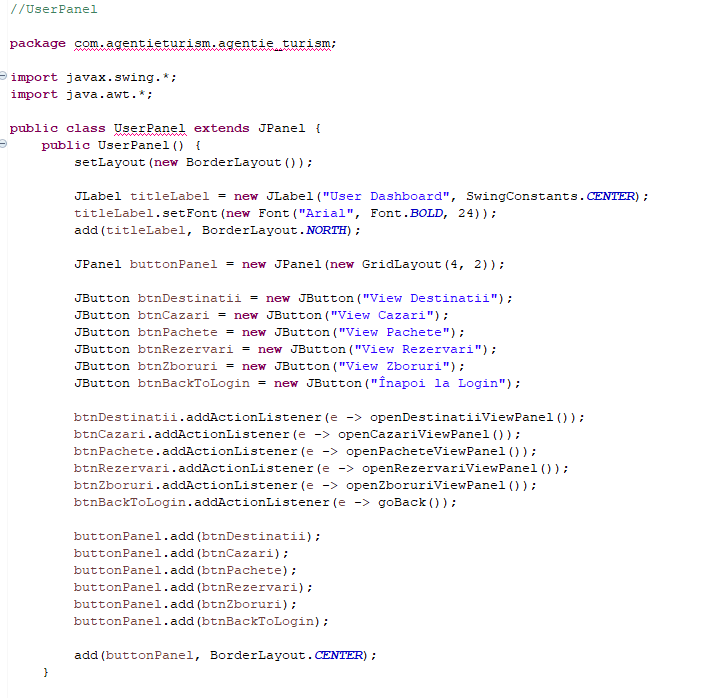 //UserPanel
package com.agentieturism.agentie_turism;
import javax.swing.*;
import java.awt.*;
public class UserPanel extends JPanel {
    public UserPanel() {
        setLayout(new BorderLayout());
        JLabel titleLabel = new JLabel("User Dashboard", SwingConstants.CENTER);
        titleLabel.setFont(new Font("Arial", Font.BOLD, 24));
        add(titleLabel, BorderLayout.NORTH);
        JPanel buttonPanel = new JPanel(new GridLayout(4, 2));
        JButton btnDestinatii = new JButton("View Destinatii");
        JButton btnCazari = new JButton("View Cazari");
        JButton btnPachete = new JButton("View Pachete");
        JButton btnRezervari = new JButton("View Rezervari");
        JButton btnZboruri = new JButton("View Zboruri");
        JButton btnBackToLogin = new JButton("Înapoi la Login");
        btnDestinatii.addActionListener(e -> openDestinatiiViewPanel());
        btnCazari.addActionListener(e -> openCazariViewPanel());
        btnPachete.addActionListener(e -> openPacheteViewPanel());
        btnRezervari.addActionListener(e -> openRezervariViewPanel());
        btnZboruri.addActionListener(e -> openZboruriViewPanel());
        btnBackToLogin.addActionListener(e -> goBack());
        buttonPanel.add(btnDestinatii);
        buttonPanel.add(btnCazari);
        buttonPanel.add(btnPachete);
        buttonPanel.add(btnRezervari);
        buttonPanel.add(btnZboruri);
        buttonPanel.add(btnBackToLogin);
        add(buttonPanel, BorderLayout.CENTER);
    }